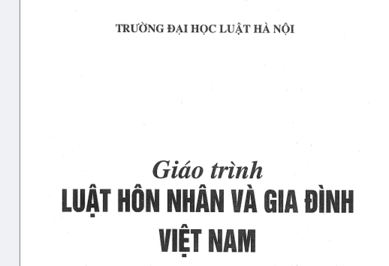 TRƯỜNG ĐẠI HỌC LUẬT HÀ NỘI
Giáo trình
LUẬT HÔN NHÂN VÀ GIA ĐÌNH
VIỆT NAM